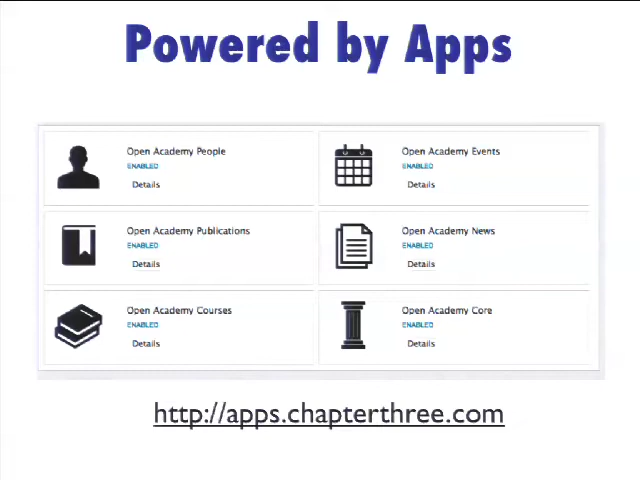 Powered by Apps
Open Academy People
ENABLED
Details
Open Academy Events
ENABLED
Details
Open Academy Publications
ENABLED
Details
Open Academy News
ENABLED
Details
Open Academy Courses
ENABLED
Details
Open Academy Core
ENABLED
Details
http://apps.chapterthree.com